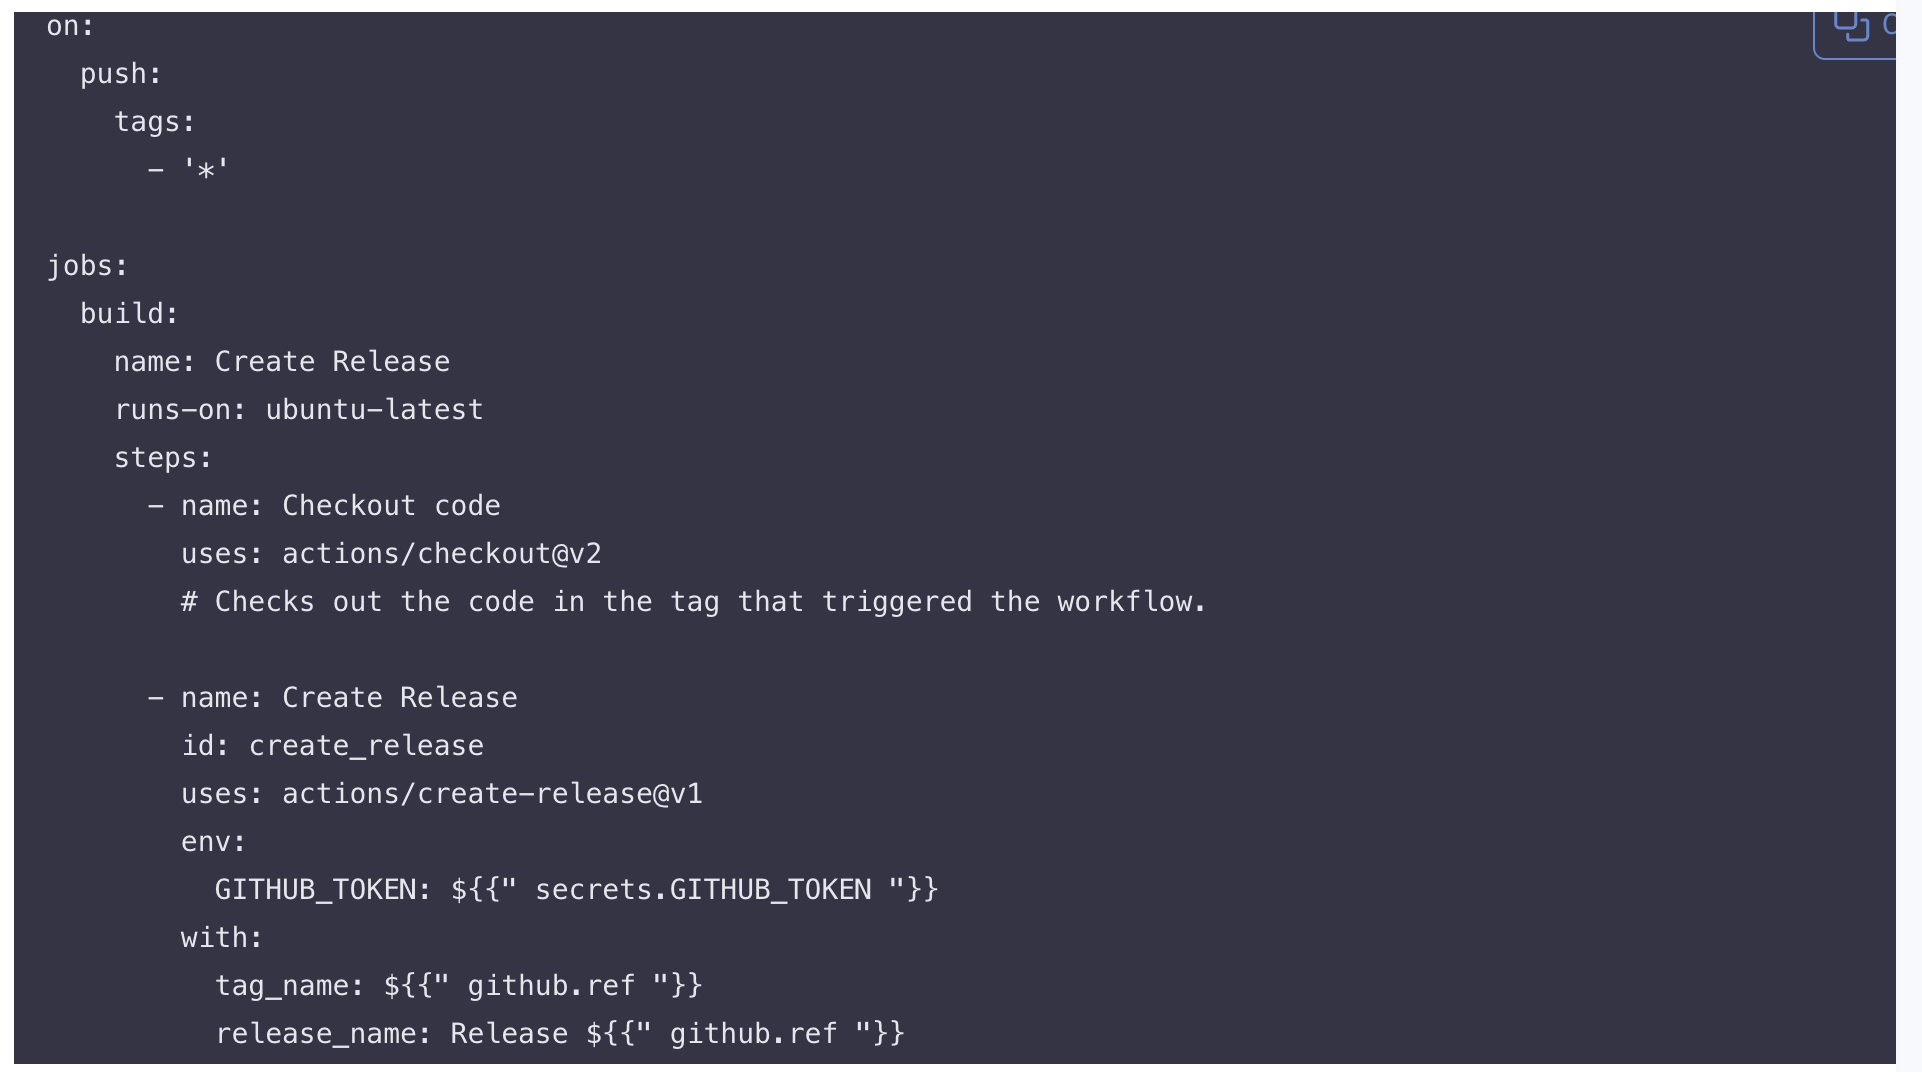 on:
  push:
    tags:
      - '*'

jobs:
  build:
    name: Create Release
    runs-on: ubuntu-latest
    steps:
      - name: Checkout code
        uses: actions/checkout@v2
        # Checks out the code in the tag that triggered the workflow.

      - name: Create Release
        id: create_release
        uses: actions/create-release@v1
        env:
          GITHUB_TOKEN: ${{" secrets.GITHUB_TOKEN "}}
        with:
          tag_name: ${{" github.ref "}}
          release_name: Release ${{" github.ref "}}